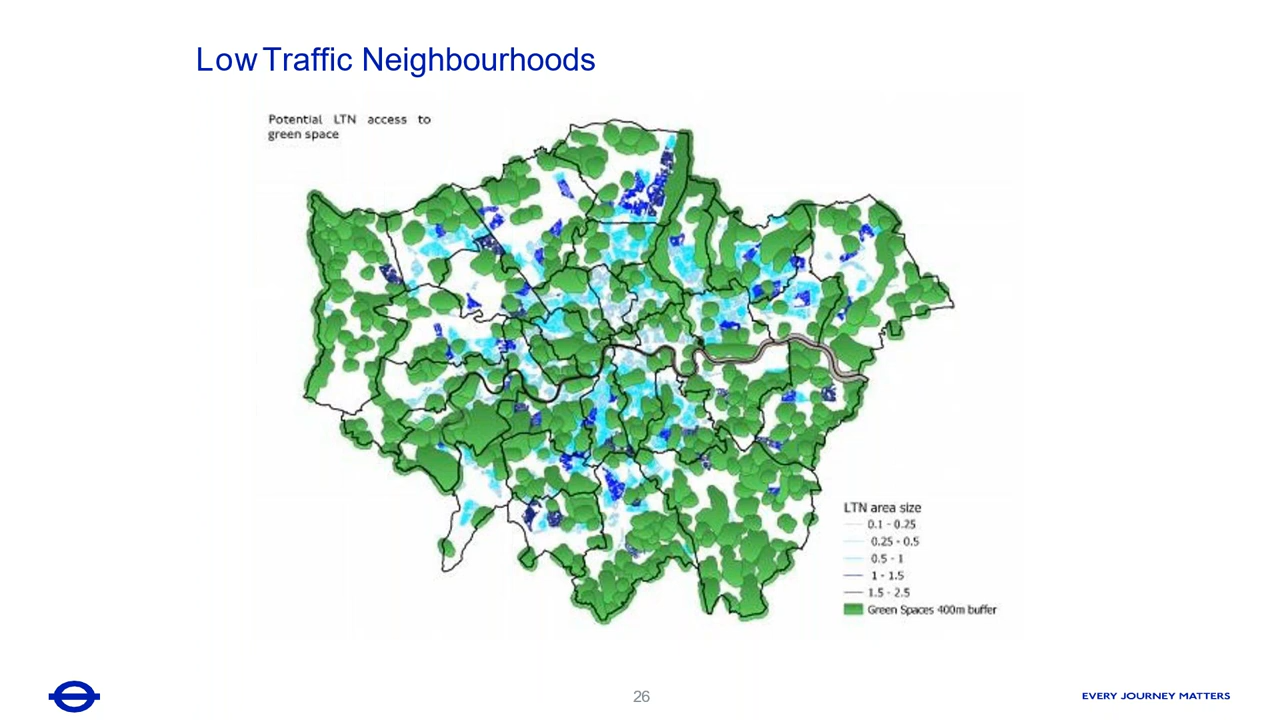 Low Traffic Neighbourhoods
Potential LTN access to
green space
LTN area size
0.1 - 0.25
0.25 - 0.5
0.5 - 1
1 - 1.5
1.5 - 2.5
Green Spaces 400m buffer
26
EVERY JOURNEY MATTERS